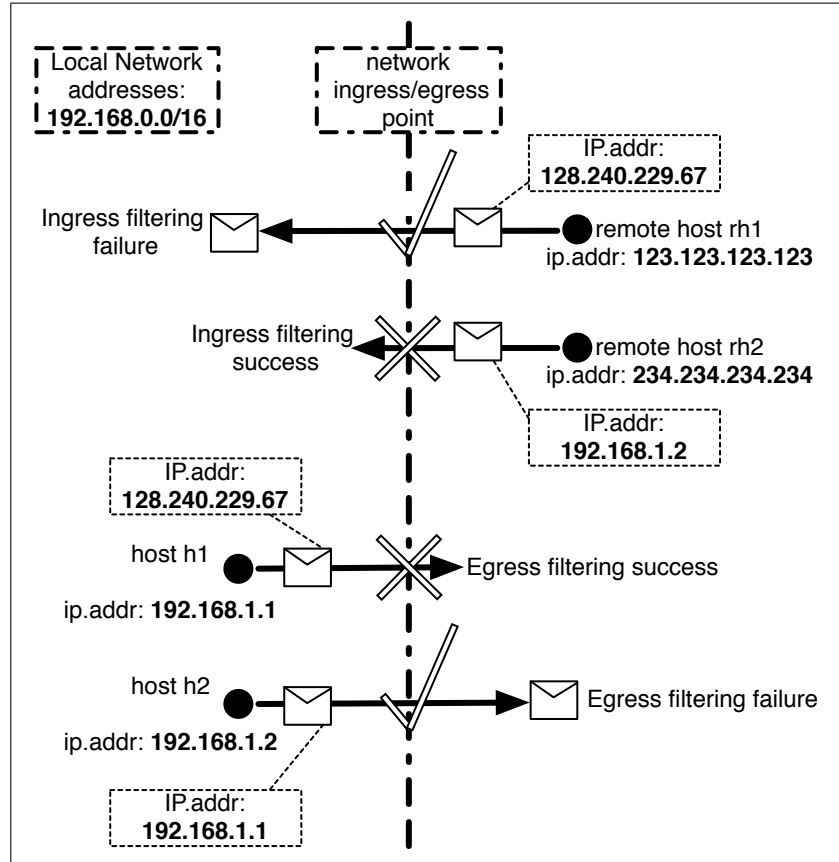 Local Network
addresses:
192.168.0.0/16
network
ingress/egress
point
IP.addr:
128.240.229.67
Ingress filtering
failure
remote host rh1
ip.addr: 123.123.123.123
Ingress filtering
success
remote host rh2
ip.addr: 234.234.234.234
IP.addr:
192.168.1.2
IP.addr:
128.240.229.67
host h1
Egress filtering success
ip.addr: 192.168.1.1
host h2
Egress filtering failure
ip.addr: 192.168.1.2
IP.addr:
192.168.1.1